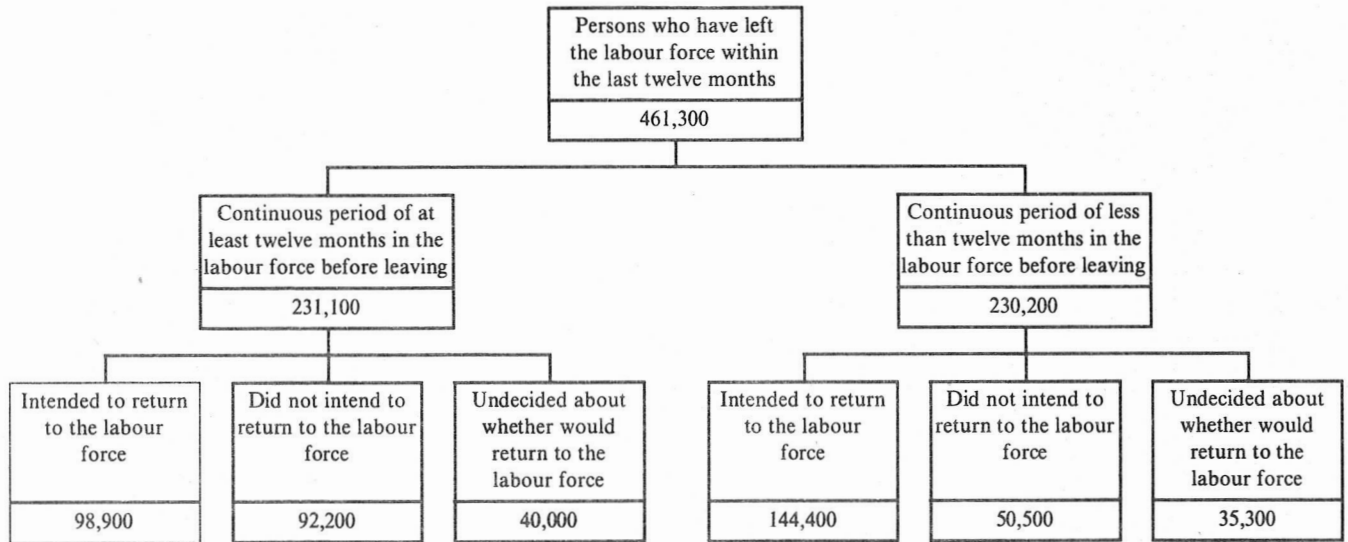 Persons who have left
the labour force within
the last twelve months
461,300
Continuous period of at
least twelve months in the
labour force before leaving
231,100
Continuous period of less
than twelve months in the
labour force before leaving
230,200
Intended to return
to the labour
force
98,900
Did not intend to
return to the labour
force
92,200
Undecided about
whether would
return to the
labour force
40,000
Intended to return
to the labour
force
144,400
Did not intend to
return to the labour
force
50,500
Undecided about
whether would
return to the
labour force
35,300